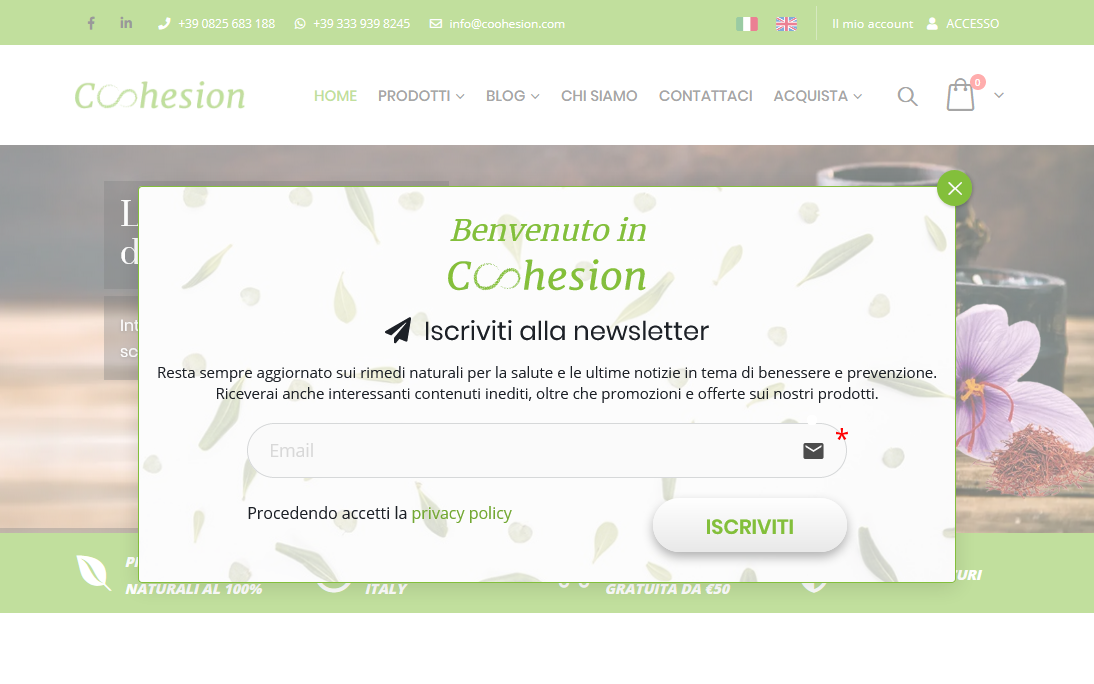 +39 0825 683 188 +39 333 939 8245 info@coohesion.com Il mio account ACCESSO
Coohesion HOME PRODOTTI BLOG CHI SIAMO CONTATTACI ACQUISTA 0
Benvenuto in
Coohesion
Iscriviti alla newsletter
Resta sempre aggiornato sui rimedi naturali per la salute e le ultime notizie in tema di benessere e prevenzione.
Riceverai anche interessanti contenuti inediti, oltre che promozioni e offerte sui nostri prodotti.
Email *
Procedendo accetti la privacy policy
ISCRIVITI
NATURALI AL 100% ITALY GRATUITA DA €50